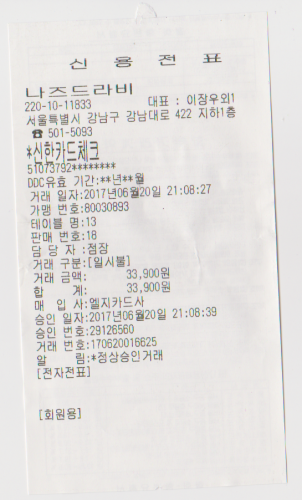 신 용 전 표
나즈드라비
220-10-11833 대표 : 이장우외1
서울특별시 강남구 강남대로 422 지하1층
☎ 501-5093
*신한카드체크
51073792********
DDC유효 기간:**년**월
거래 일자:2017년06월20일 21:08:27
가맹 번호:80030893
테이블 명:13
판매 번호:18
담 당 자 :점장
거래 구분:[일시불]
거래 금액: 33,900원
합 계: 33,900원
매 입 사:엘지카드사
승인 일자:2017년06월20일 21:08:39
승인 번호:29126560
거래 번호:170620016625
알 림:*정상승인거래
[전자전표]
[회원용]